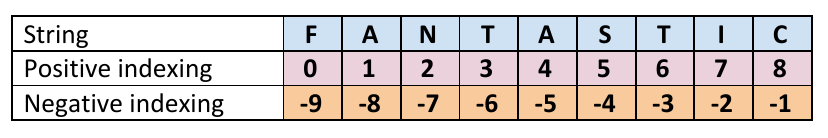 String F A N T A S T I C
Positive indexing 0 1 2 3 4 5 6 7 8
Negative indexing -9 -8 -7 -6 -5 -4 -3 -2 -1